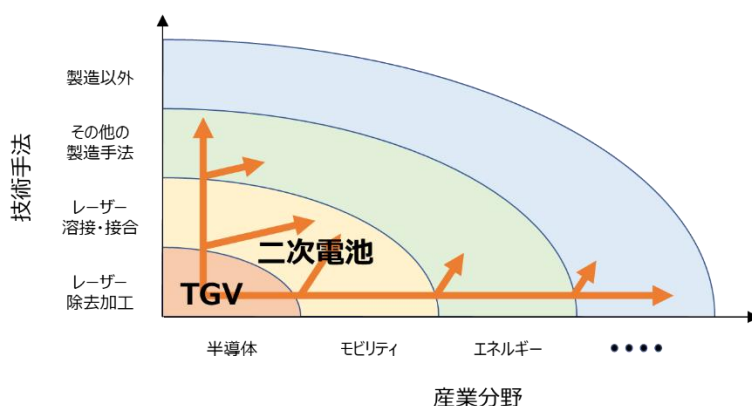 製造以外
その他の
製造手法
技術手法
レーザー
溶接・接合
二次電池
レーザー
除去加工
TGV
半導体
モビリティ
エネルギー
••••
産業分野